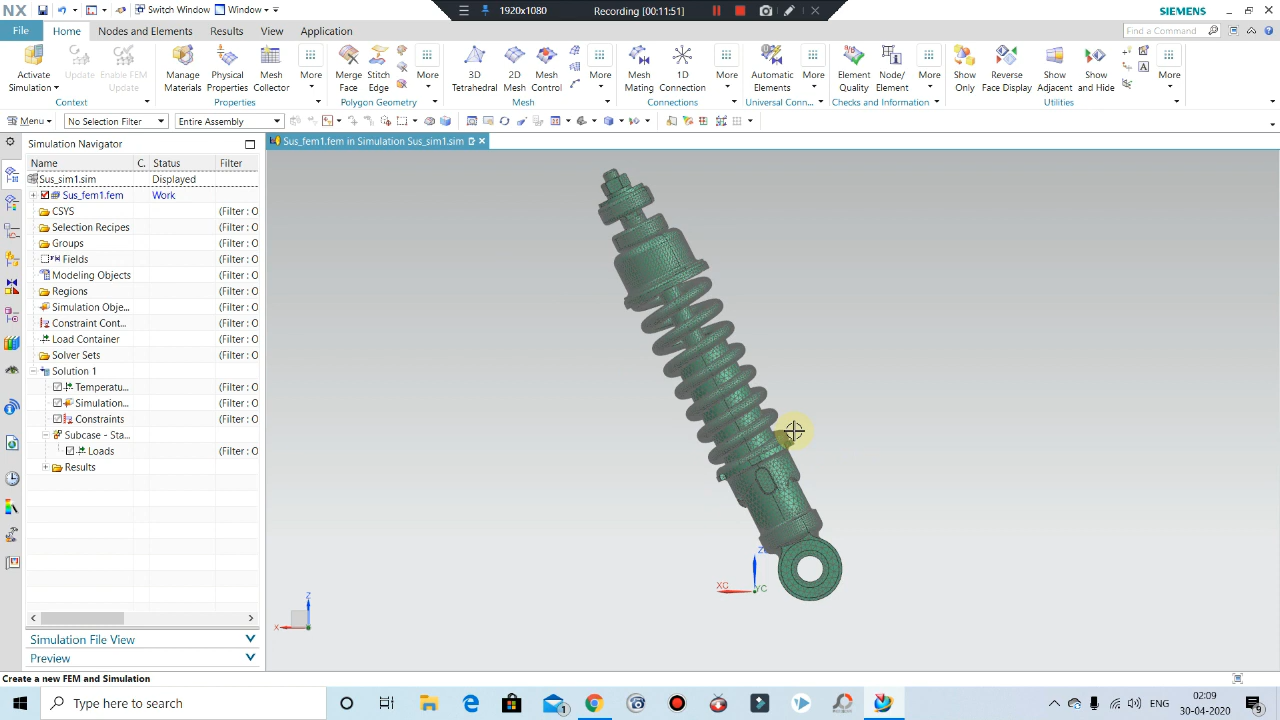 NX
Switch Window
Window
1920x1080
Recording [00:11:51]
SIEMENS
File
Home
Nodes and Elements
Results
View
Application
Find a Command
Activate Simulation
Update
Enable FEM Update
Manage Materials
Physical Properties
Mesh Collector
More
Merge Face
Stitch Edge
More
3D Tetrahedral
2D Mesh
Mesh Control
More
Mesh Mating
1D Connection
More
Automatic Elements
More
Element Quality
Node/ Element
More
Show Only
Reverse Face Display
Show Adjacent
Show and Hide
A
More
Context
Properties
Polygon Geometry
Mesh
Connections
Universal Conn...
Checks and Information
Utilities
Menu
No Selection Filter
Entire Assembly
Simulation Navigator
Sus_fem1.fem in Simulation Sus_sim1.sim
Name C. Status Filter
Sus_sim1.sim Displayed
Sus_fem1.fem Work
CSYS (Filter : O
Selection Recipes (Filter : O
Groups (Filter : O
Fields (Filter : O
Modeling Objects (Filter : O
Regions (Filter : O
Simulation Obje... (Filter : O
Constraint Cont... (Filter : O
Load Container (Filter : O
Solver Sets (Filter : O
Solution 1
Temperatu... (Filter : O
Simulation... (Filter : O
Constraints (Filter : O
Subcase - Sta...
Loads (Filter : O
Results
XC
YC
X
Z
Simulation File View
Preview
Create a new FEM and Simulation
Type here to search
1
ENG
02:09
30-04-2020
9